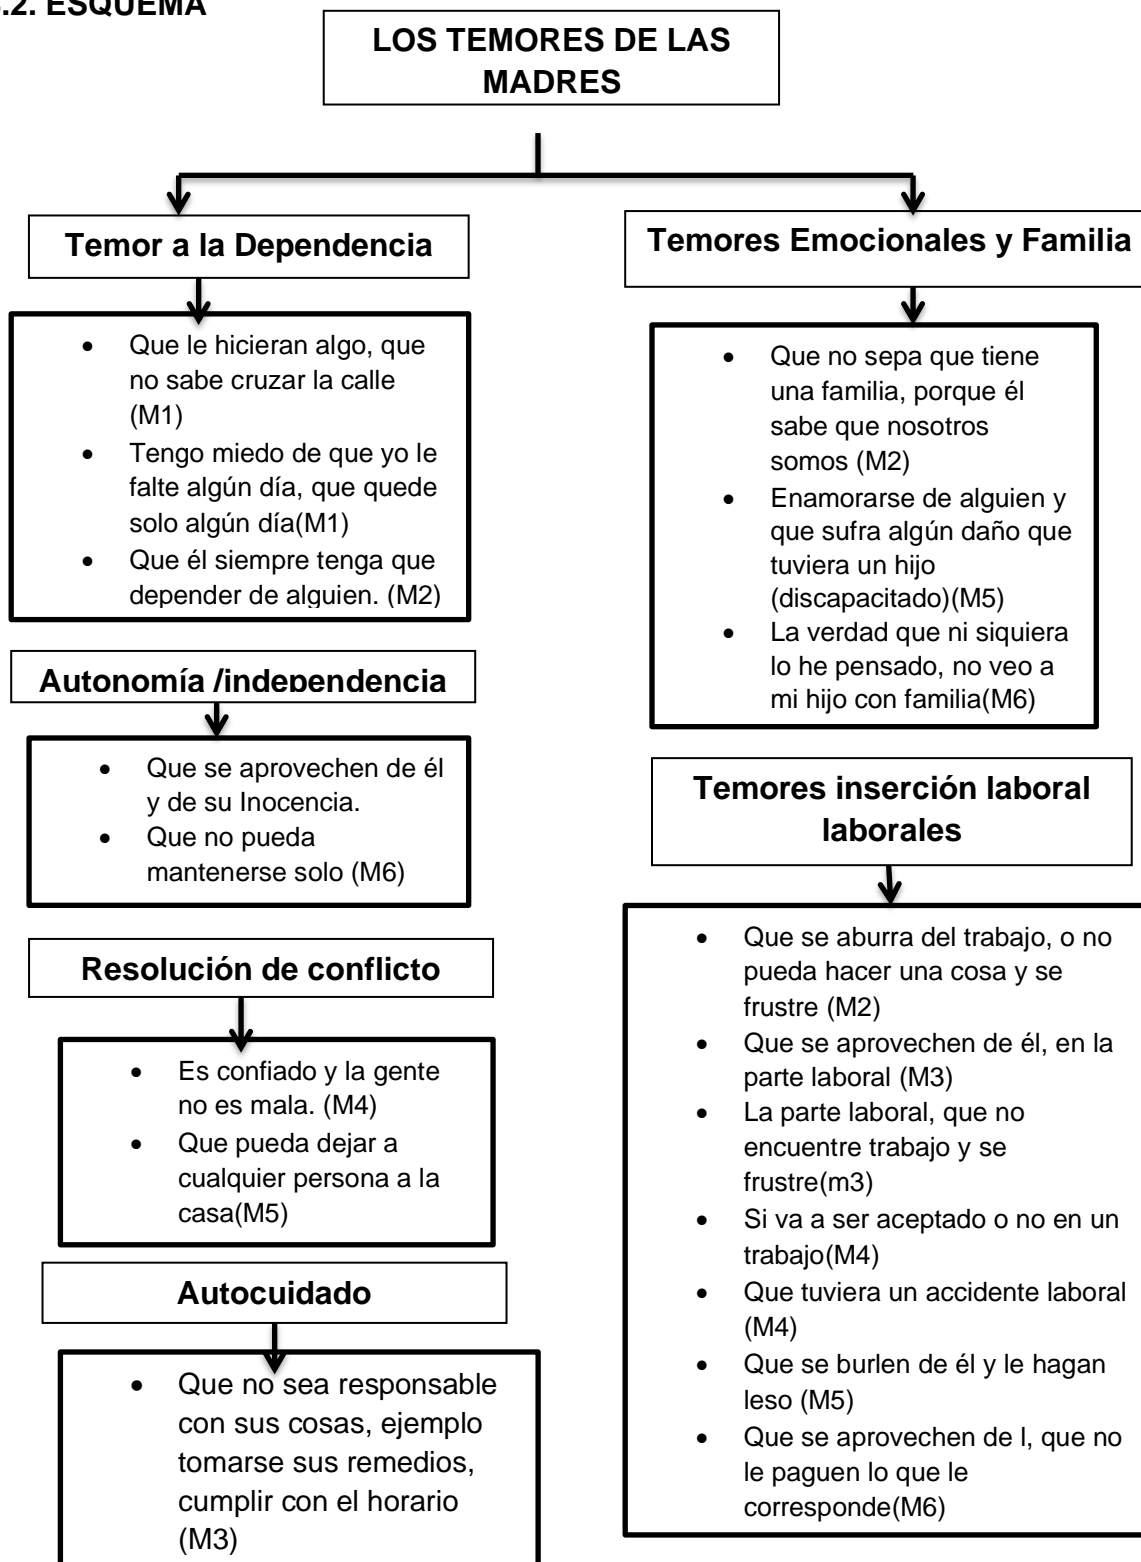 .2. ESQUEMA
LOS TEMORES DE LAS
MADRES
Temor a la Dependencia
• Que le hicieran algo, que
no sabe cruzar la calle
(M1)
• Tengo miedo de que yo le
falte algún día, que quede
solo algún día(M1)
• Que él siempre tenga que
depender de alguien. (M2)
Autonomía /independencia
• Que se aprovechen de él
y de su Inocencia.
• Que no pueda
mantenerse solo (M6)
Resolución de conflicto
• Es confiado y la gente
no es mala. (M4)
• Que pueda dejar a
cualquier persona a la
casa(M5)
Autocuidado
• Que no sea responsable
con sus cosas, ejemplo
tomarse sus remedios,
cumplir con el horario
(M3)
Temores Emocionales y Familia
• Que no sepa que tiene
una familia, porque él
sabe que nosotros
somos (M2)
• Enamorarse de alguien y
que sufra algún daño que
tuviera un hijo
(discapacitado)(M5)
• La verdad que ni siquiera
lo he pensado, no veo a
mi hijo con familia(M6)
Temores inserción laboral
laborales
• Que se aburra del trabajo, o no
pueda hacer una cosa y se
frustre (M2)
• Que se aprovechen de él, en la
parte laboral (M3)
• La parte laboral, que no
encuentre trabajo y se
frustre(m3)
• Si va a ser aceptado o no en un
trabajo(M4)
• Que tuviera un accidente laboral
(M4)
• Que se burlen de él y le hagan
leso (M5)
• Que se aprovechen de l, que no
le paguen lo que le
corresponde(M6)